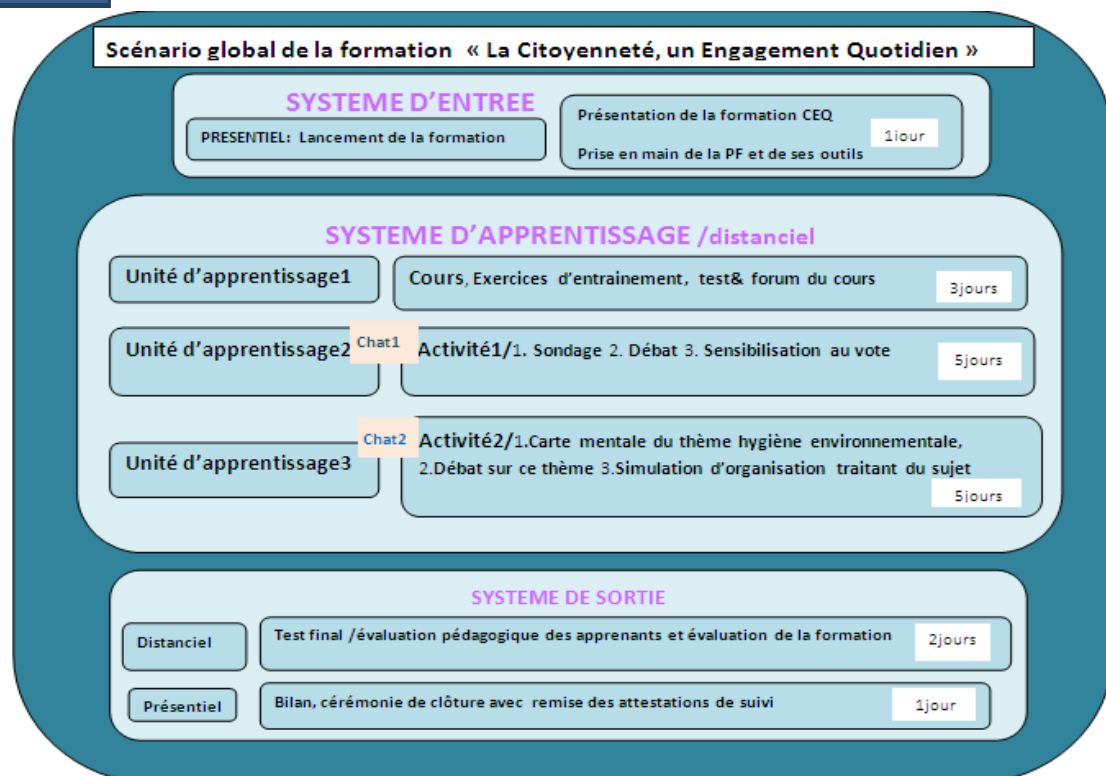 Scénario global de la formation « La Citoyenneté, un Engagement Quotidien »
SYSTEME D'ENTREE
PRESENTIEL: Lancement de la formation
Présentation de la formation CEQ
Prise en main de la PF et de ses outils
1jour
SYSTEME D'APPRENTISSAGE /distanciel
Unité d'apprentissage1
Cours, Exercices d'entrainement, test& forum du cours
3jours
Unité d'apprentissage2
Chat1
Activité1/1. Sondage 2. Débat 3. Sensibilisation au vote
5jours
Unité d'apprentissage3
Chat2
Activité2/1.Carte mentale du thème hygiène environnementale,
2.Débat sur ce thème 3.Simulation d'organisation traitant du sujet
5jours
SYSTEME DE SORTIE
Distanciel
Test final /évaluation pédagogique des apprenants et évaluation de la formation
2jours
Présentiel
Bilan, cérémonie de clôture avec remise des attestations de suivi
1jour